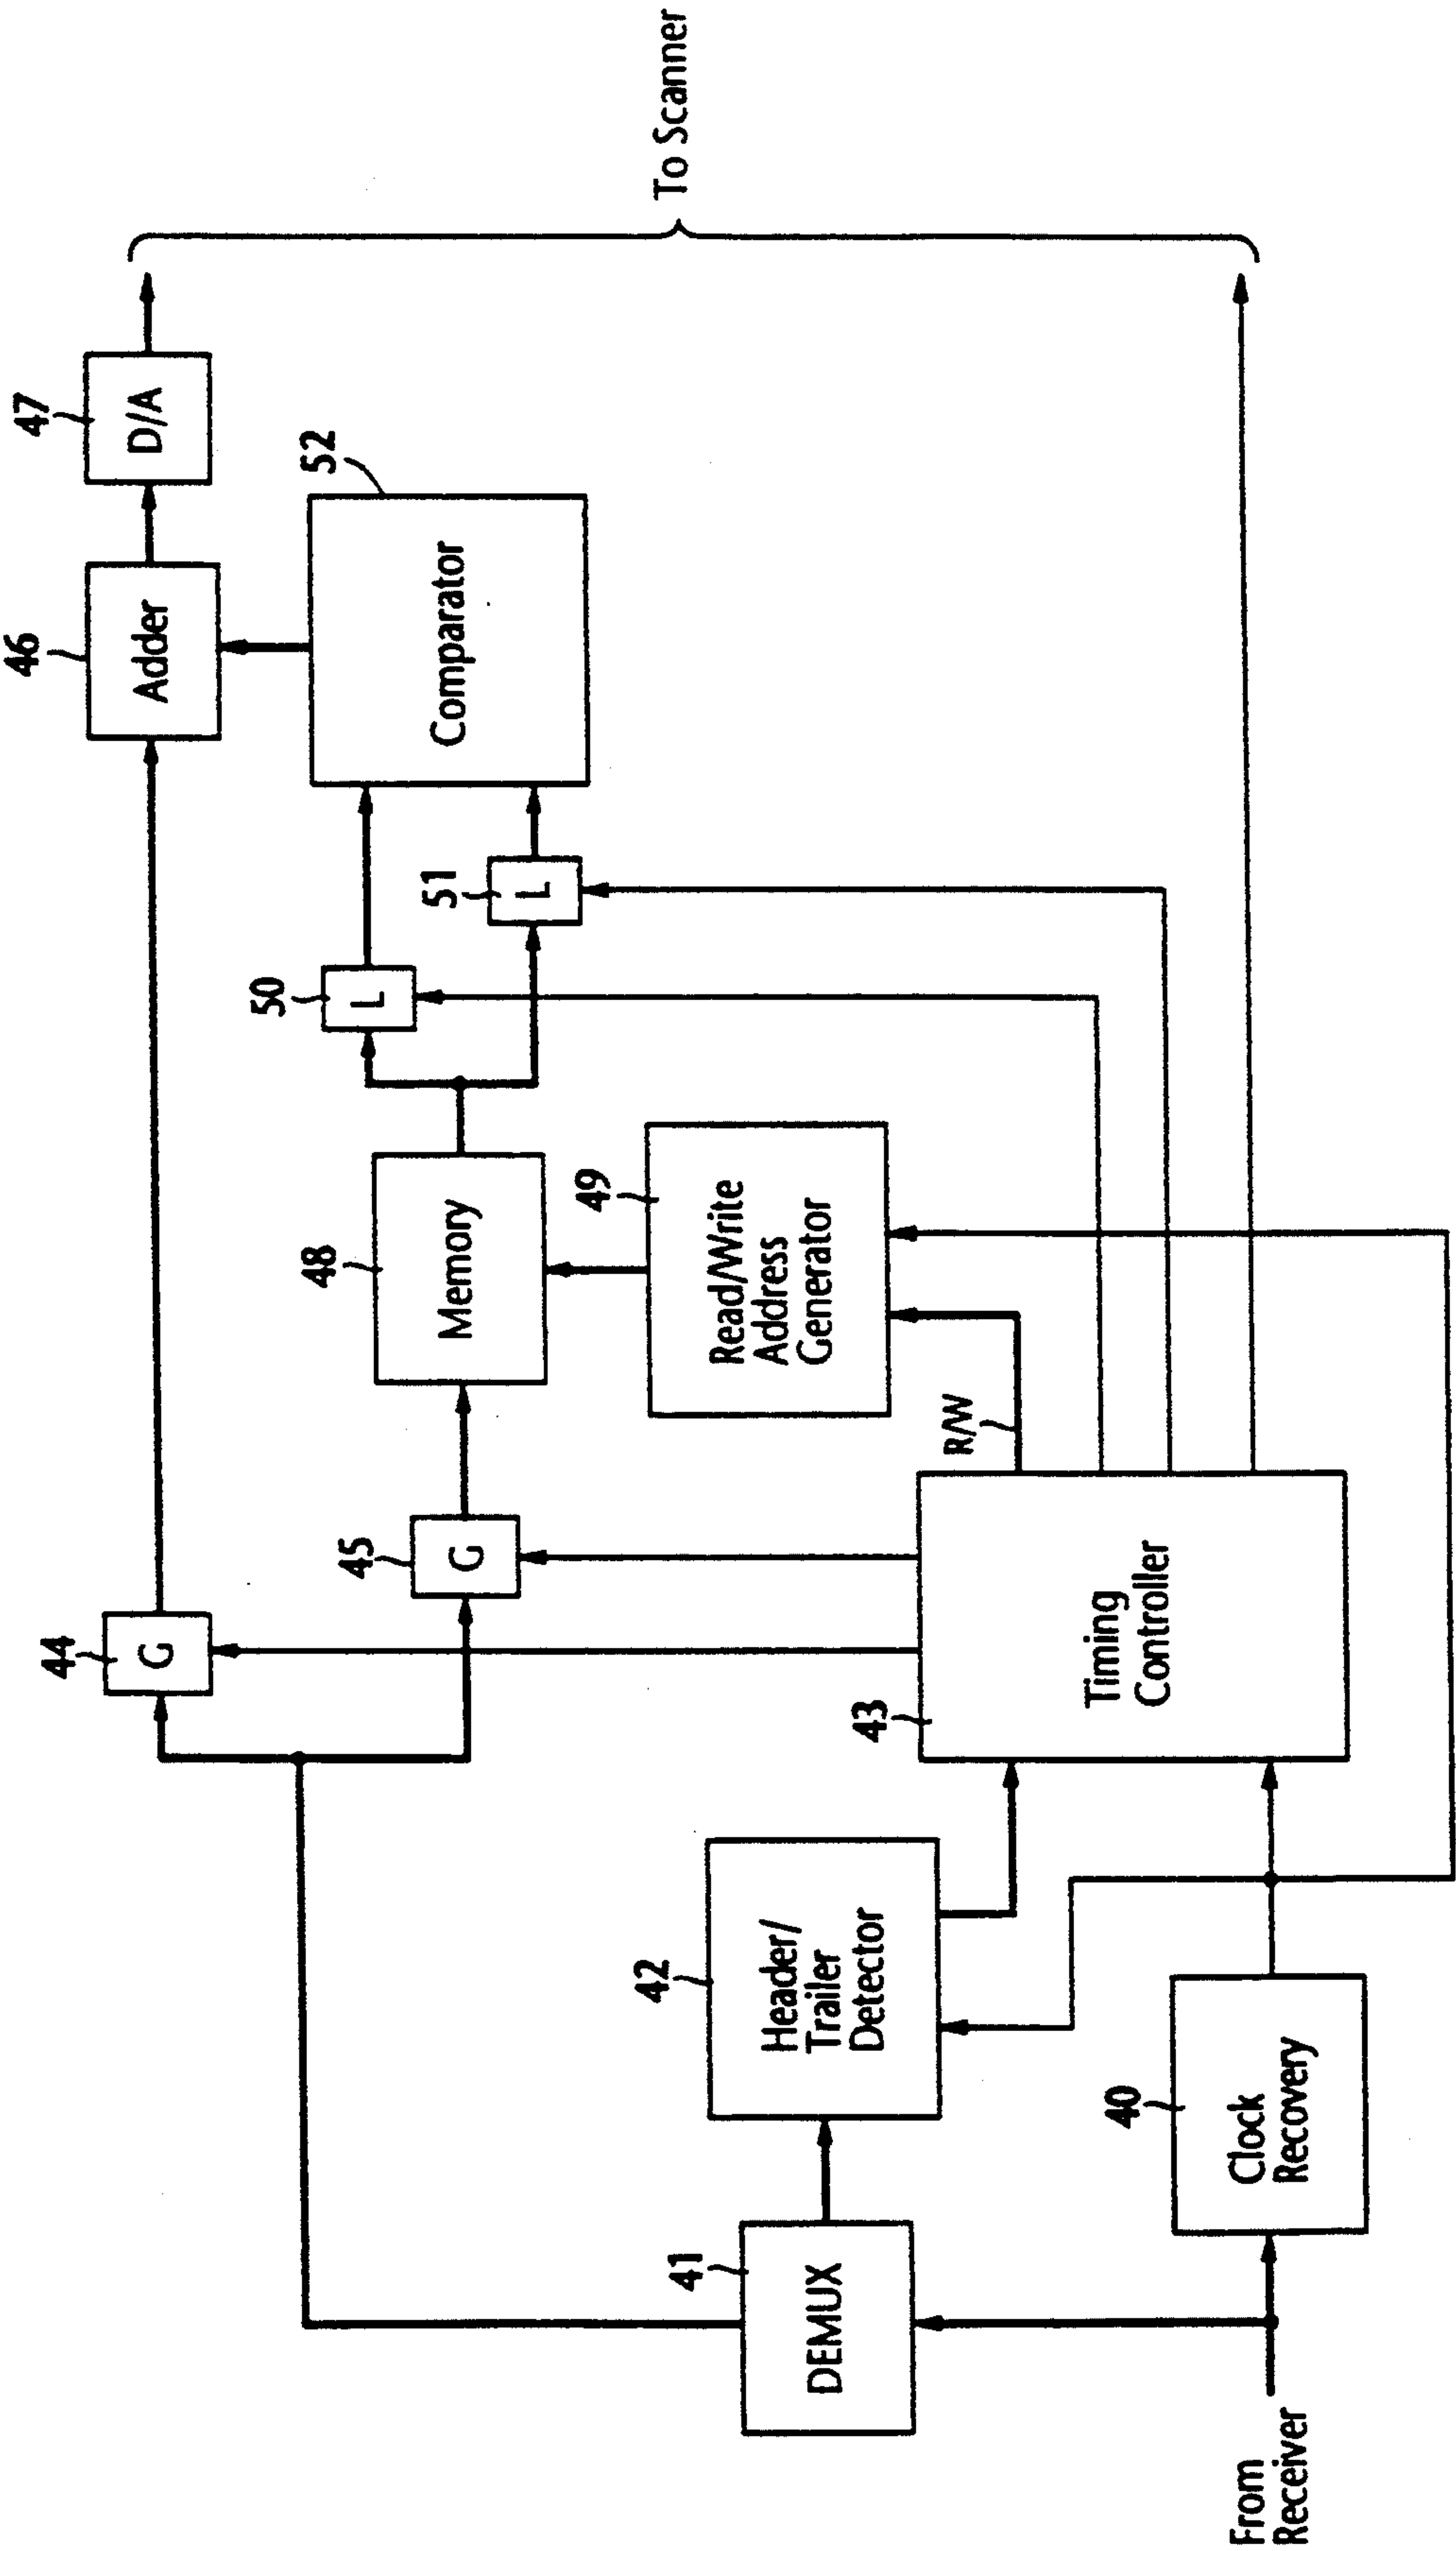 47
D/A
46
Adder
52
Comparator
To Scanner
44
G
45
G
48
Memory
50
L
51
L
49
Read/Write
Address
Generator
R/W
43
Timing
Controller
42
Header/
Trailer
Detector
41
DEMUX
40
Clock
Recovery
From
Receiver